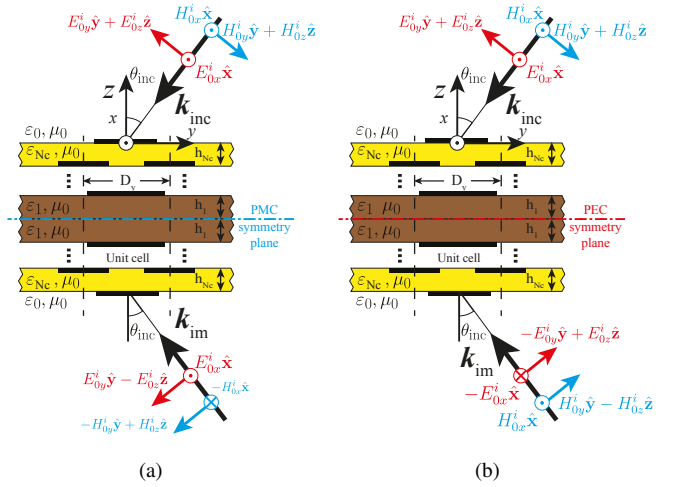 H^i_{0x} x̂
E^i_{0y} ŷ + E^i_{0z} ẑ
H^i_{0y} ŷ + H^i_{0z} ẑ
E^i_{0x} x̂
θ_inc
z
k_inc
x
y
ε_0, μ_0
ε_Nc, μ_0
h_Nc
D_y
ε_1, μ_0
h_1
PMC
symmetry
plane
ε_1, μ_0
h_1
Unit cell
ε_Nc, μ_0
h_Nc
ε_0, μ_0
θ_inc
k_im
E^i_{0x} x̂
E^i_{0y} ŷ − E^i_{0z} ẑ
−H^i_{0x} x̂
−H^i_{0y} ŷ + H^i_{0z} ẑ
(a)
H^i_{0x} x̂
E^i_{0y} ŷ + E^i_{0z} ẑ
H^i_{0y} ŷ + H^i_{0z} ẑ
E^i_{0x} x̂
θ_inc
z
k_inc
x
y
ε_0, μ_0
ε_Nc, μ_0
h_Nc
D_y
ε_1 μ_0
h_1
PEC
symmetry
plane
ε_1, μ_0
h_1
Unit cell
ε_Nc, μ_0
h_Nc
ε_0, μ_0
θ_inc
k_im
−E^i_{0y} ŷ + E^i_{0z} ẑ
−E^i_{0x} x̂
H^i_{0y} ŷ − H^i_{0z} ẑ
H^i_{0x} x̂
(b)